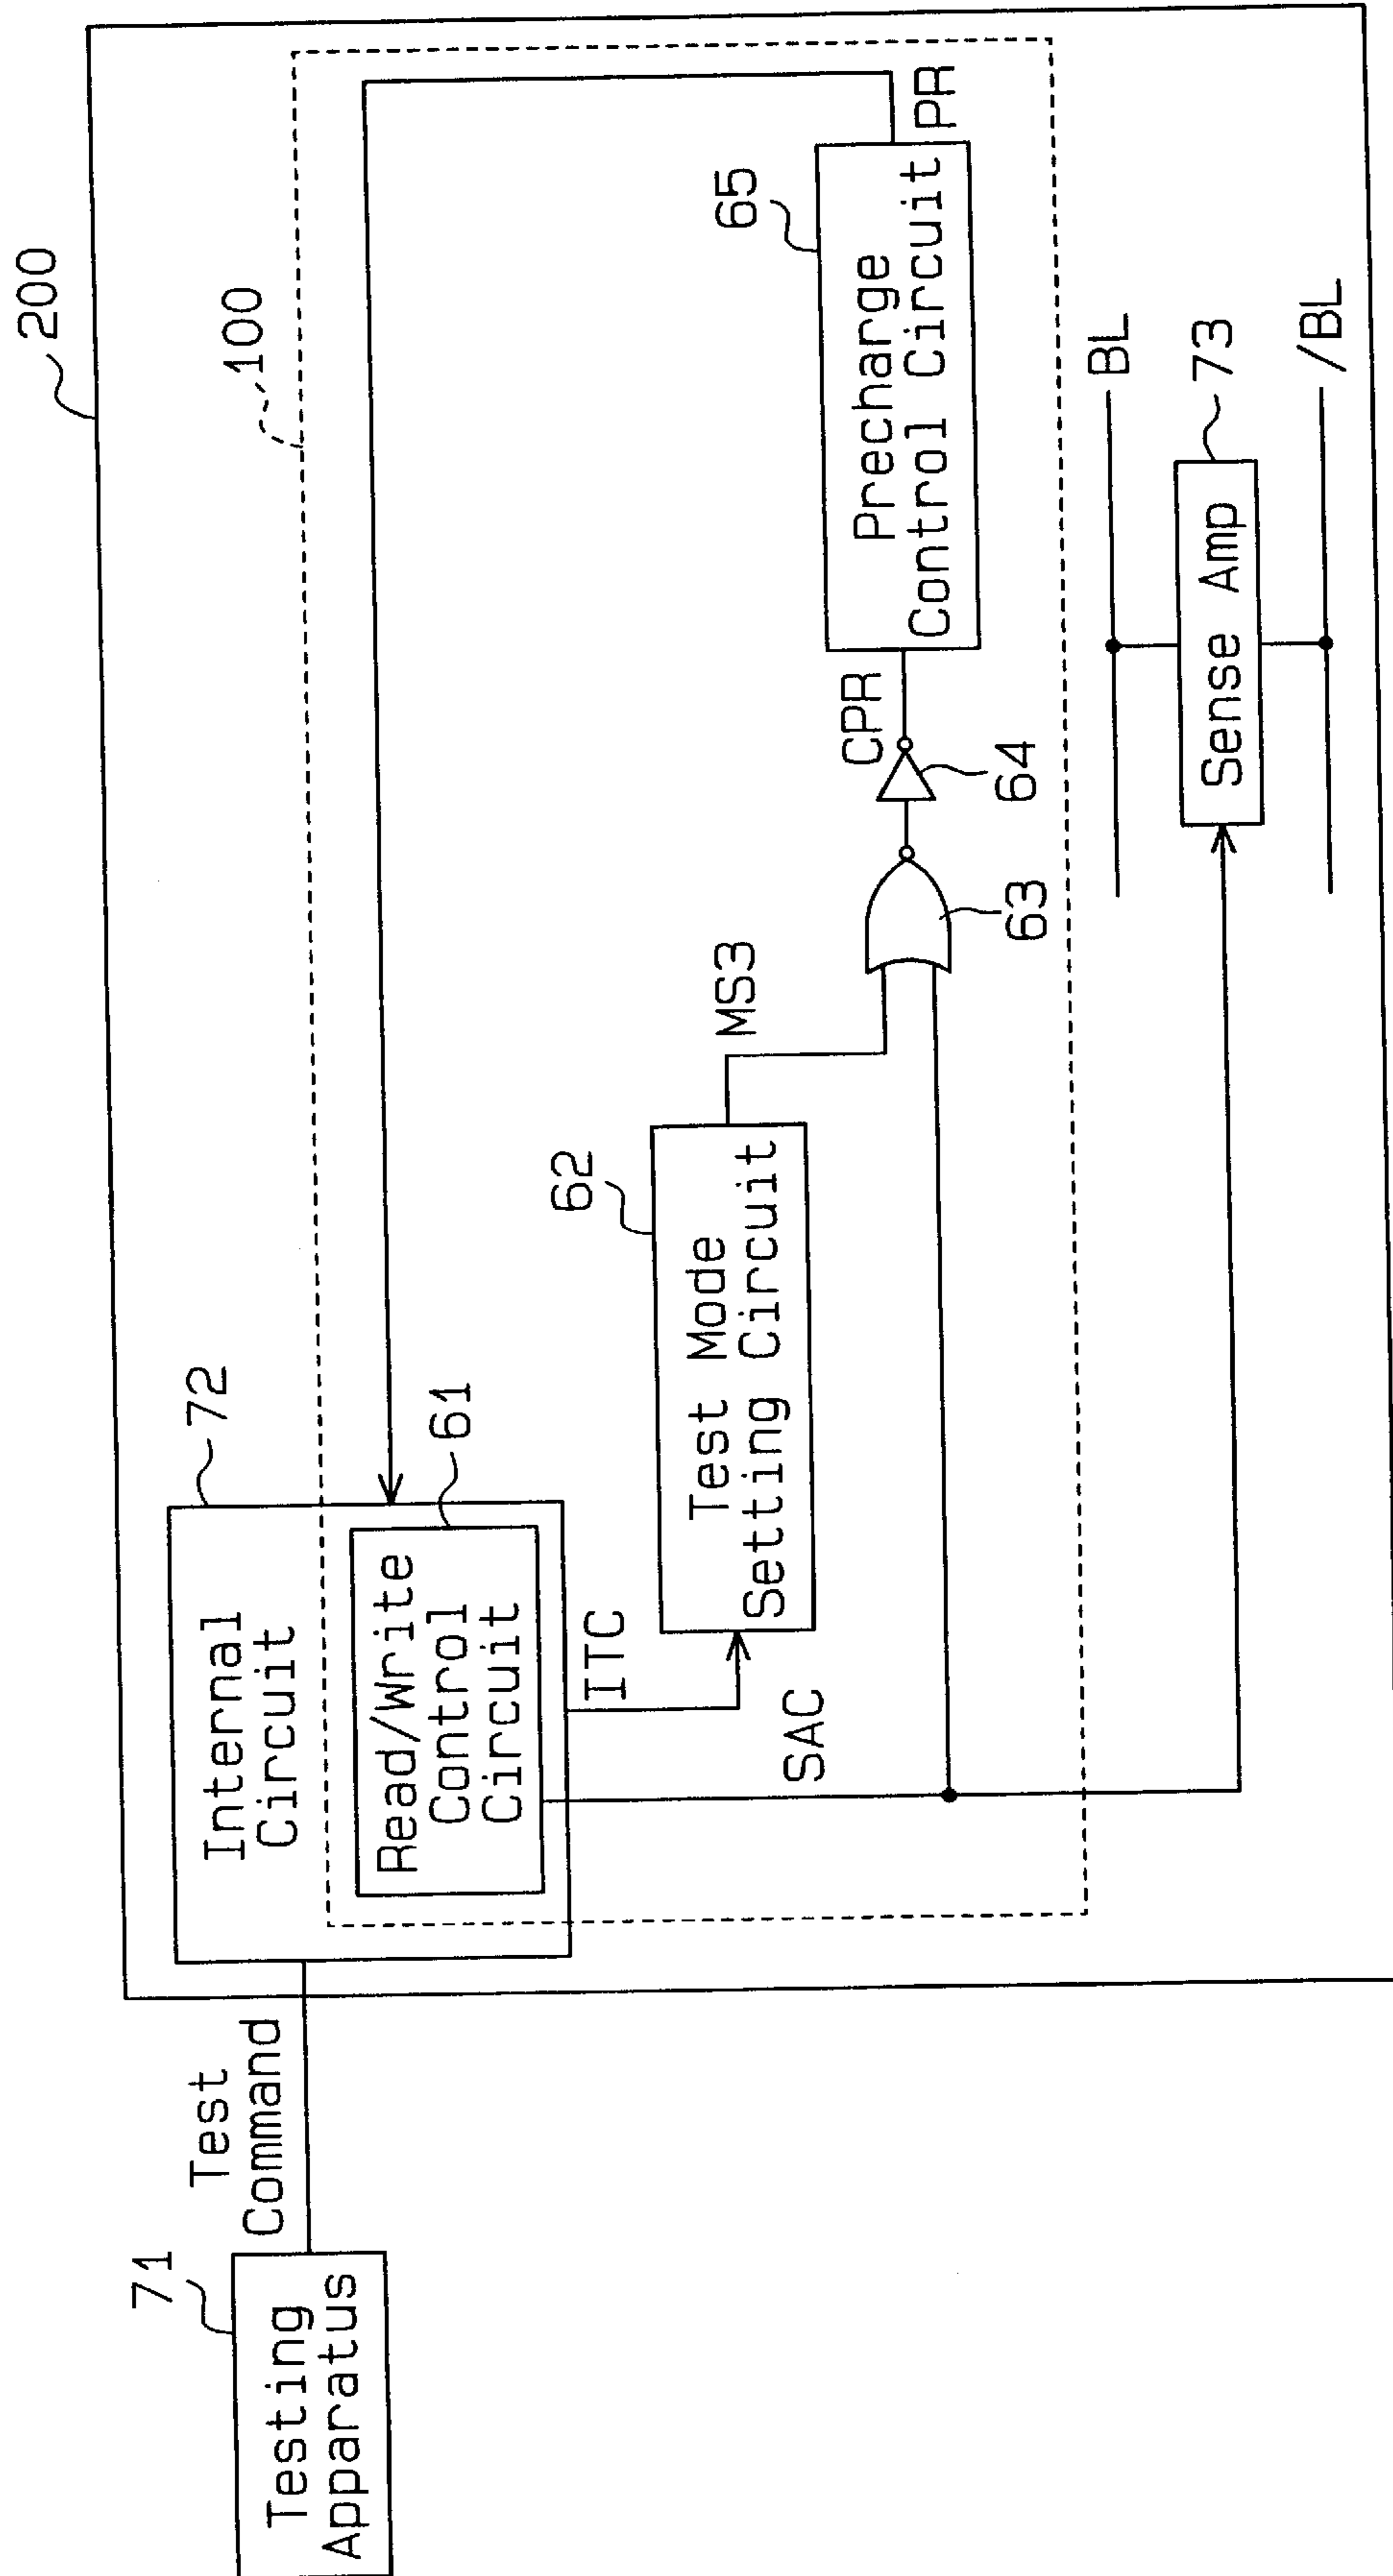 200
100
72
Internal
Circuit
61
Read/Write
Control
Circuit
Test
Command
71
Testing
Apparatus
ITC
SAC
62
Test Mode
Setting Circuit
MS3
63
64
CPR
65
Precharge
Control Circuit
PR
BL
73
Sense Amp
/BL